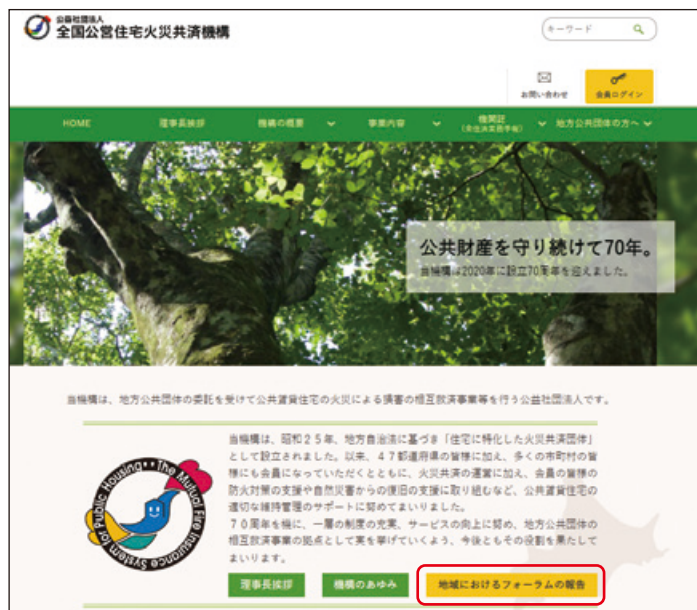 公益社団法人
全国公営住宅火災共済機構
キーワード
お問い合わせ
会員ログイン
HOME
理事長挨拶
機構の概要
事業内容
機関誌
地方公共団体の方へ
公共財産を守り続けて70年。
当機構は2020年に設立70周年を迎えました。
当機構は、地方公共団体の委託を受けて公共賃貸住宅の火災による損害の相互救済事業等を行う公益社団法人です。
The Mutual Fire Insurance System for Public Housing
当機構は、昭和２５年、地方自治法に基づき「住宅に特化した火災共済団体」
として設立されました。以来、４７都道府県の皆様に加え、多くの市町村の皆
様にも会員になっていただくとともに、火災共済の運営に加え、会員の皆様の
防火対策の支援や自然災害からの復旧の支援に取り組むなど、公共賃貸住宅の
適切な維持管理のサポートに努めてまいりました。
７０周年を機に、一層の制度の充実、サービスの向上に努め、地方公共団体の
相互救済事業の拠点として実を挙げていくよう、今後ともその役割を果たして
まいります。
理事長挨拶
機構のあゆみ
地域におけるフォーラムの報告